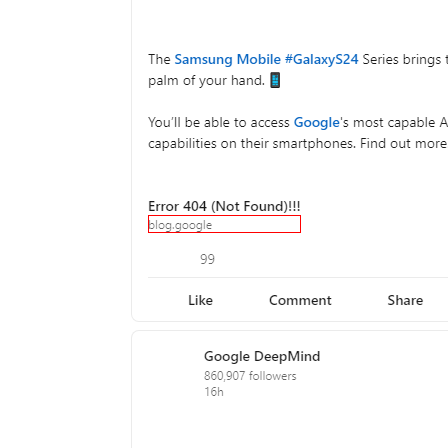 The Samsung Mobile #GalaxyS24 Series brings
palm of your hand.
You'll be able to access Google's most capable
capabilities on their smartphones. Find out more
Error 404 (Not Found)!!!
blog.google
99
Like Comment Share
Google DeepMind
860,907 followers
16h